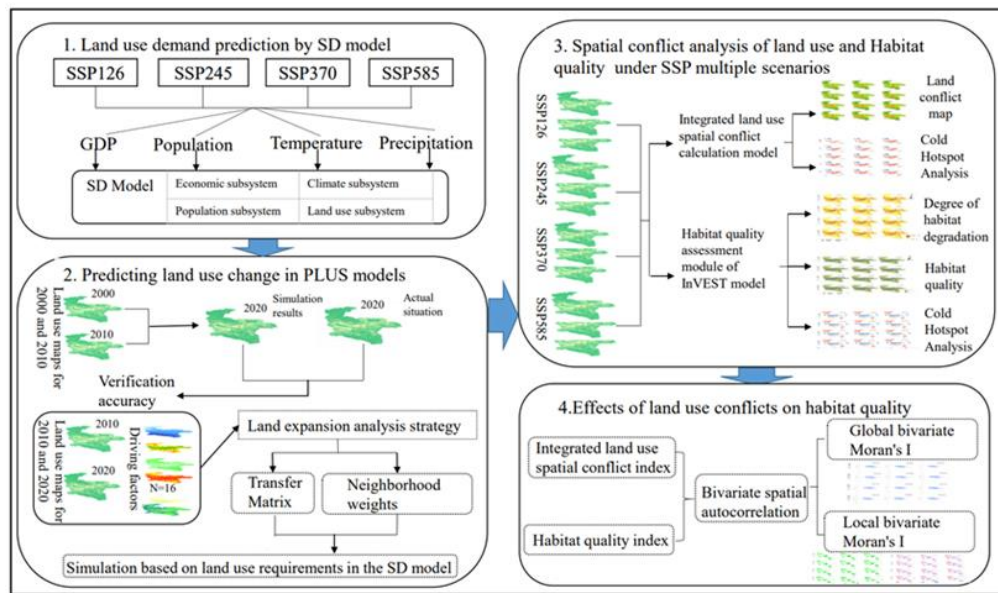 1. Land use demand prediction by SD model
SSP126
SSP245
SSP370
SSP585
GDP
Population
Temperature
Precipitation
SD Model
Economic subsystem
Climate subsystem
Population subsystem
Land use subsystem
2. Predicting land use change in PLUS models
Land use maps for
2000 and 2010
2000
2010
2020
Simulation
results
2020
Actual
situation
Verification
accuracy
Land use maps for
2010 and 2020
2010
2020
Driving factors
N=16
Land expansion analysis strategy
Transfer
Matrix
Neighborhood
weights
Simulation based on land use requirements in the SD model
3. Spatial conflict analysis of land use and Habitat
quality under SSP multiple scenarios
SSP126
SSP245
SSP370
SSP585
Integrated land use
spatial conflict
calculation model
Habitat quality
assessment
module of
InVEST model
Land
conflict
map
Cold
Hotspot
Analysis
Degree of
habitat
degradation
Habitat
quality
Cold
Hotspot
Analysis
4.Effects of land use conflicts on habitat quality
Integrated land use
spatial conflict index
Habitat quality index
Bivariate spatial
autocorrelation
Global bivariate
Moran's I
Local bivariate
Moran's I